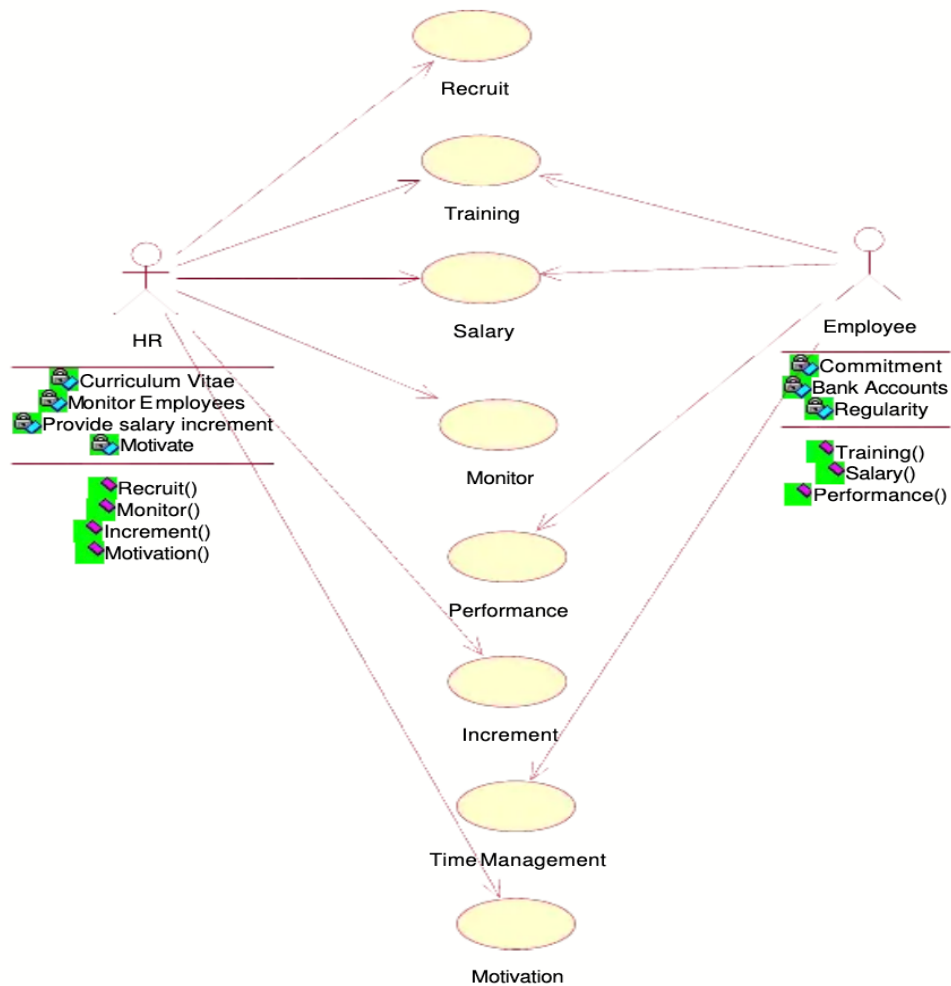 Recruit
Training
Salary
HR
Employee
Curriculum Vitae
Monitor Employees
Provide salary increment
Motivate
Recruit()
Monitor()
Increment()
Motivation()
Commitment
Bank Accounts
Regularity
Training()
Salary()
Performance()
Monitor
Performance
Increment
Time Management
Motivation